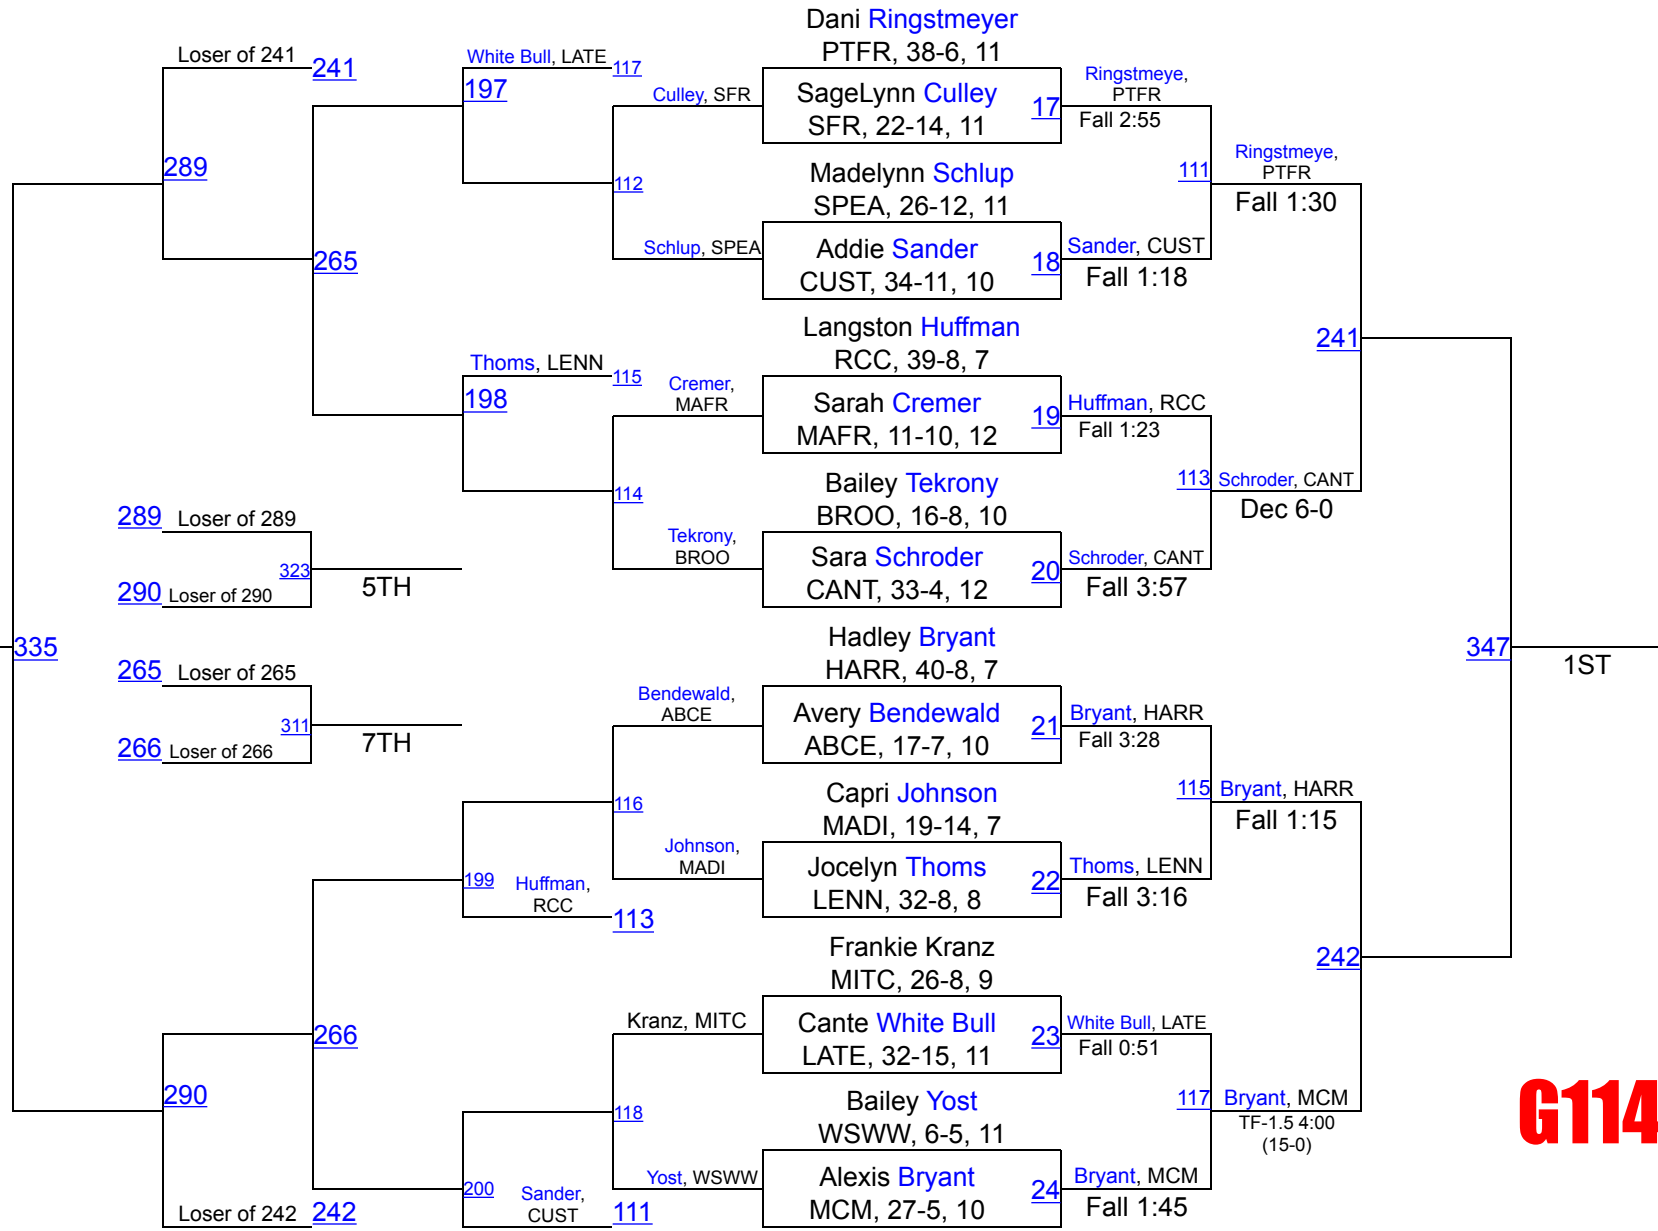 Dani Ringstmeyer
PTFR, 38-6, 11
Loser of 241 241
White Bull, LATE 117
197
Culley, SFR
SageLynn Culley
SFR, 22-14, 11
17
Ringstmeye,
PTFR
Fall 2:55
289
112
Madelynn Schlup
SPEA, 26-12, 11
111
Ringstmeye,
PTFR
Fall 1:30
265
Schlup, SPEA
Addie Sander
CUST, 34-11, 10
18
Sander, CUST
Fall 1:18
Langston Huffman
RCC, 39-8, 7
241
Thoms, LENN 115
198
Cremer,
MAFR
Sarah Cremer
MAFR, 11-10, 12
19
Huffman, RCC
Fall 1:23
114
Bailey Tekrony
BROO, 16-8, 10
113
Schroder, CANT
Dec 6-0
289 Loser of 289
323
5TH
290 Loser of 290
Tekrony,
BROO
Sara Schroder
CANT, 33-4, 12
20
Schroder, CANT
Fall 3:57
335
Hadley Bryant
HARR, 40-8, 7
347
1ST
265 Loser of 265
311
7TH
266 Loser of 266
Bendewald,
ABCE
Avery Bendewald
ABCE, 17-7, 10
21
Bryant, HARR
Fall 3:28
116
Capri Johnson
MADI, 19-14, 7
115
Bryant, HARR
Fall 1:15
Johnson,
MADI
Jocelyn Thoms
LENN, 32-8, 8
22
Thoms, LENN
Fall 3:16
199
Huffman,
RCC
113
Frankie Kranz
MITC, 26-8, 9
242
266
Kranz, MITC
Cante White Bull
LATE, 32-15, 11
23
White Bull, LATE
Fall 0:51
290
118
Bailey Yost
WSWW, 6-5, 11
117
Bryant, MCM
TF-1.5 4:00
(15-0)
G114
Yost, WSWW
Alexis Bryant
MCM, 27-5, 10
24
Bryant, MCM
Fall 1:45
200
Sander,
CUST
111
Loser of 242 242